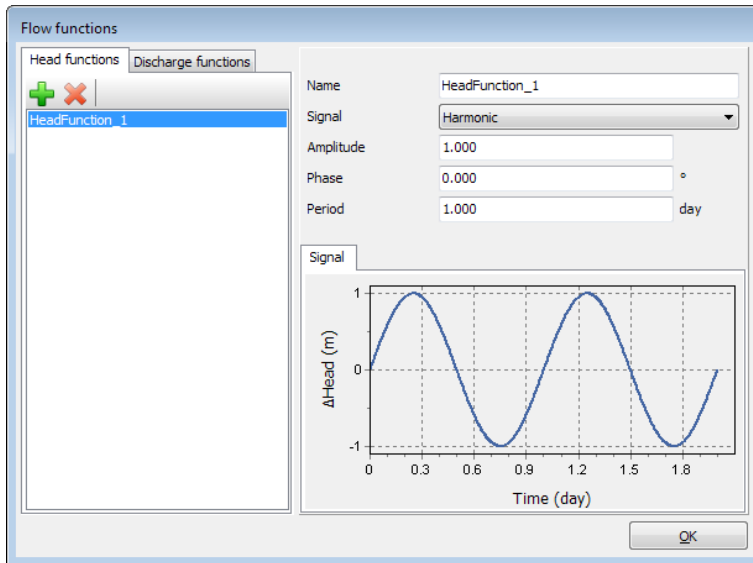 Flow functions
Head functions Discharge functions
HeadFunction_1
Name HeadFunction_1
Signal Harmonic
Amplitude 1.000
Phase 0.000 °
Period 1.000 day
Signal
1
0
-1
ΔHead (m)
0 0.3 0.6 0.9 1.2 1.5 1.8
Time (day)
OK